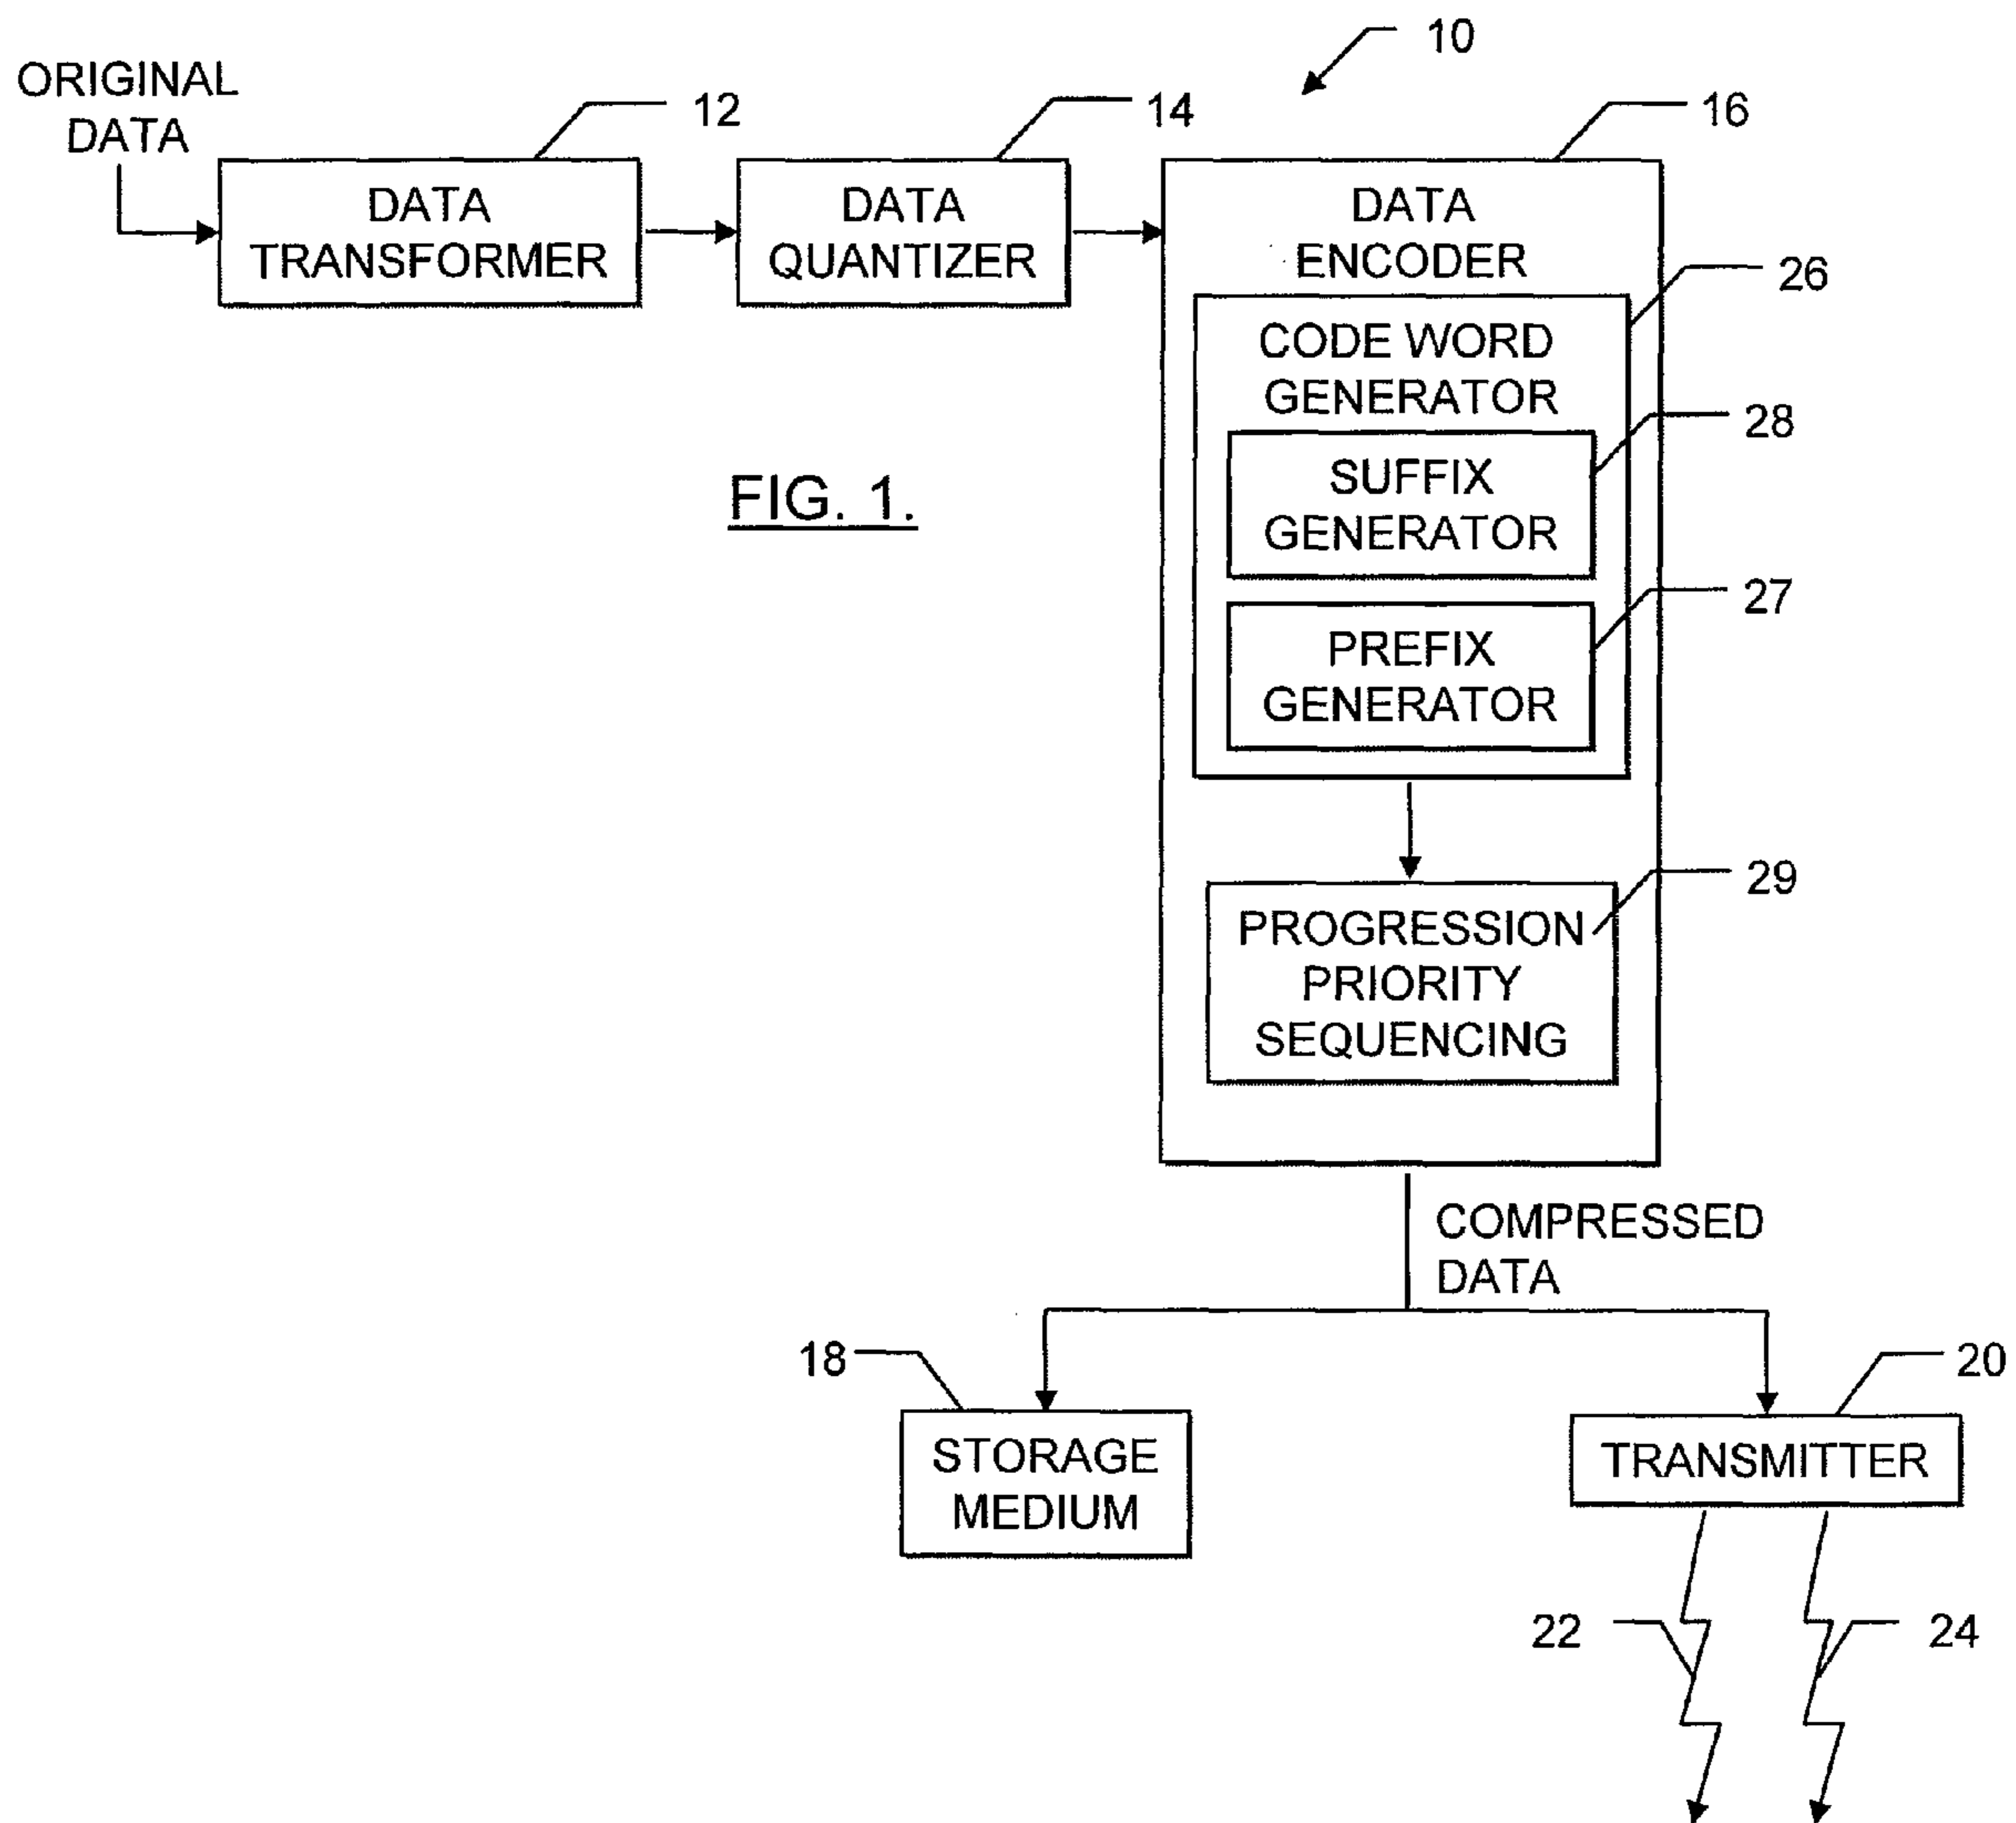 10
ORIGINAL
DATA
12
14
16
DATA
TRANSFORMER
DATA
QUANTIZER
DATA
ENCODER
26
CODE WORD
GENERATOR
28
SUFFIX
GENERATOR
FIG. 1.
27
PREFIX
GENERATOR
29
PROGRESSION
PRIORITY
SEQUENCING
COMPRESSED
DATA
18
20
STORAGE
MEDIUM
TRANSMITTER
22
24